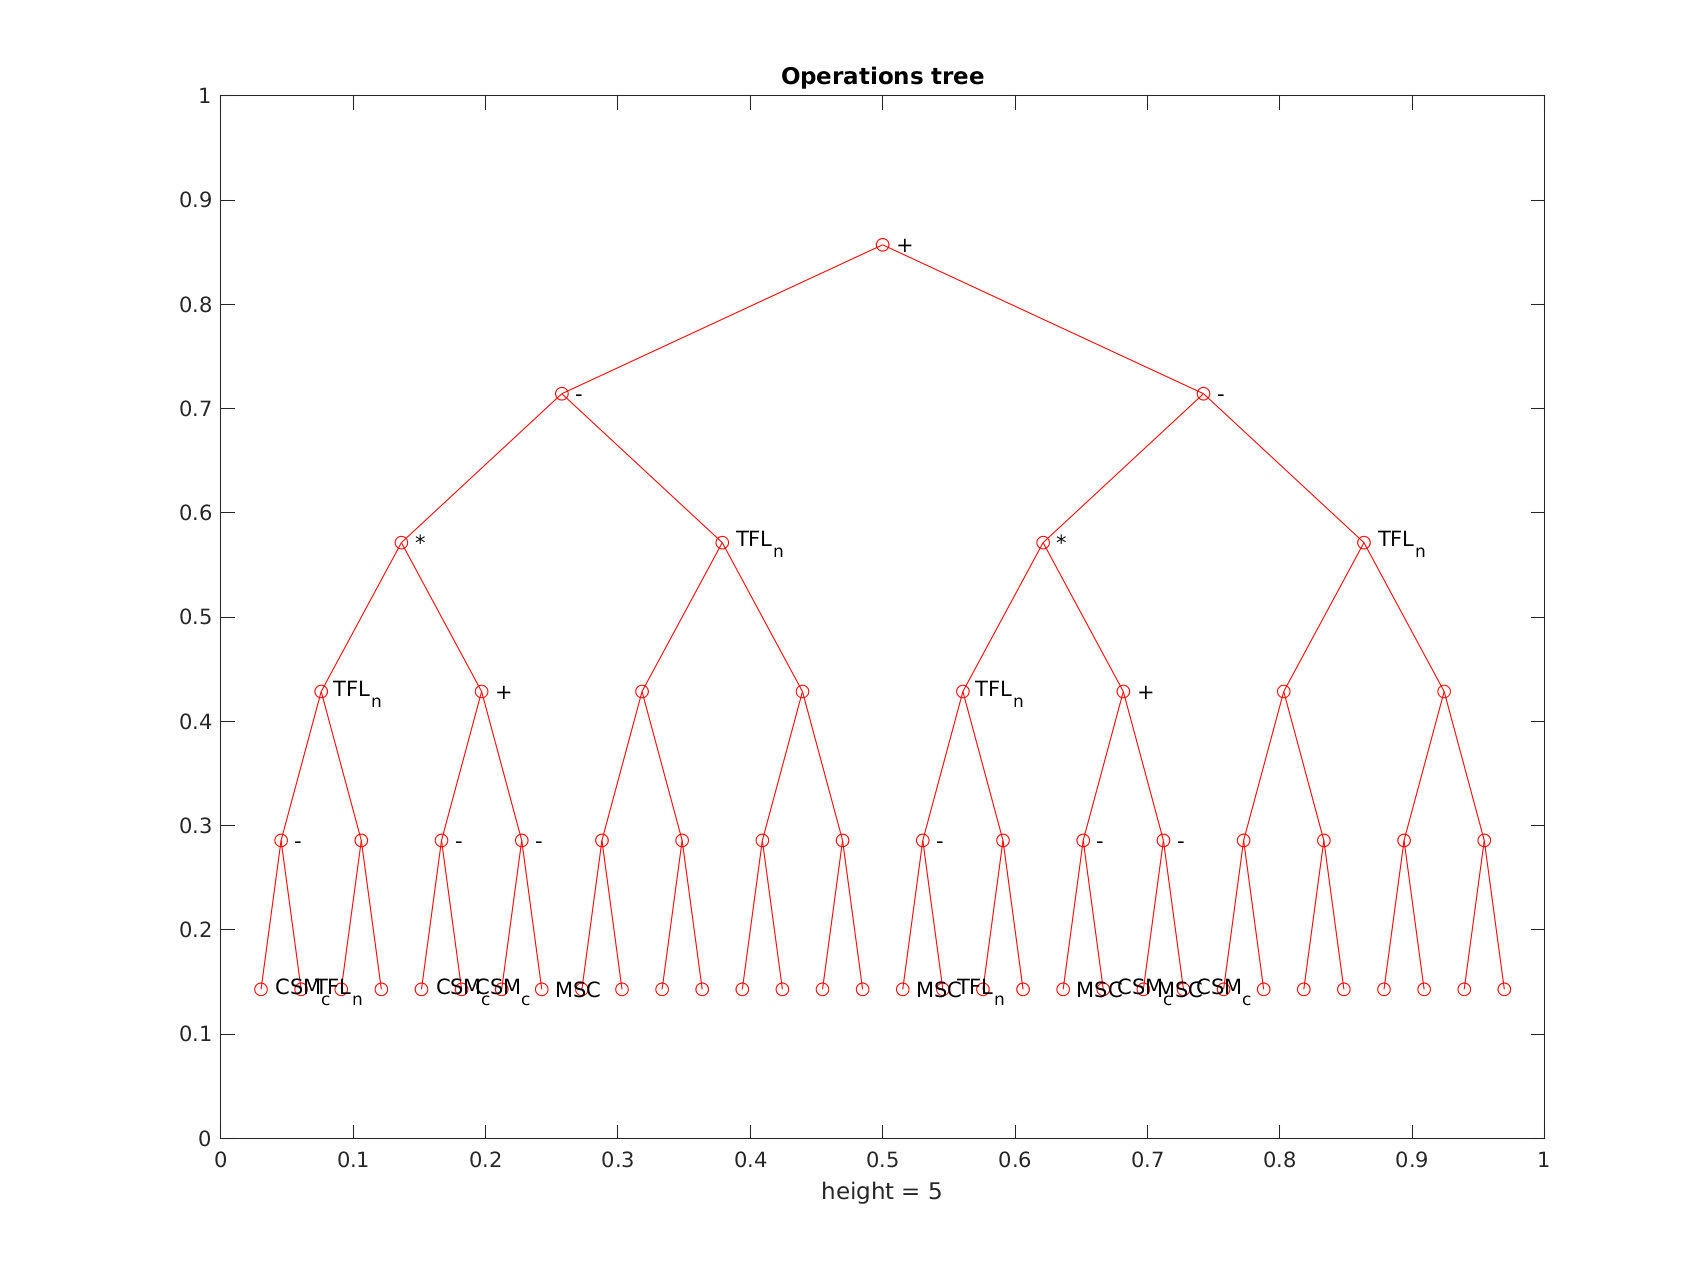 Operations tree
1
0.9
+
0.8
0.7
- -
0.6
* TFLn * TFLn
0.5
TFLn + TFLn +
0.4
0.3
- - - - - -
0.2
CSMc TFLn CSMc CSMc MSC MSC TFLn MSC CSMc MSC CSMc
0.1
0
0 0.1 0.2 0.3 0.4 0.5 0.6 0.7 0.8 0.9 1
height = 5